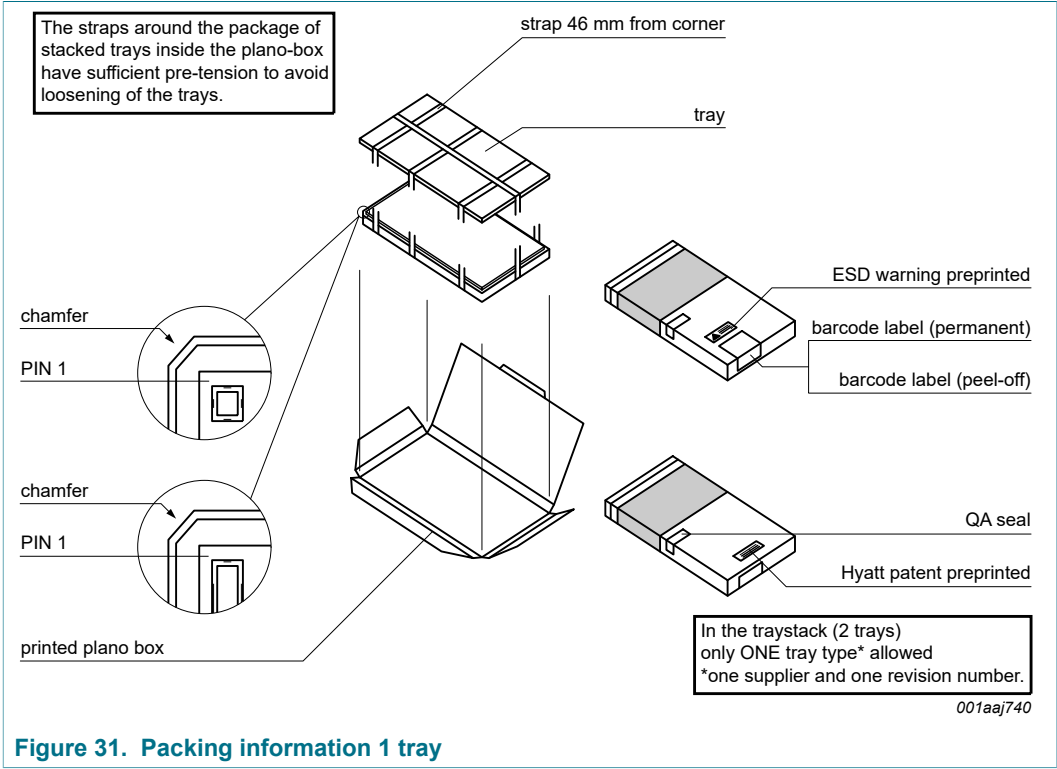 The straps around the package of
stacked trays inside the plano-box
have sufficient pre-tension to avoid
loosening of the trays.
strap 46 mm from corner
tray
chamfer
PIN 1
chamfer
PIN 1
printed plano box
ESD warning preprinted
barcode label (permanent)
barcode label (peel-off)
QA seal
Hyatt patent preprinted
In the traystack (2 trays)
only ONE tray type* allowed
*one supplier and one revision number.
001aaj740
Figure 31. Packing information 1 tray